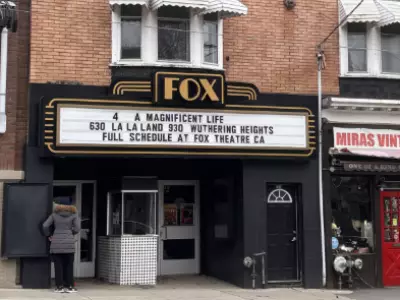 FOX
4 A MAGNIFICENT LIFE
630 LA LA LAND 930 WUTHERING HEIGHTS
FULL SCHEDULE AT FOX THEATRE CA
MIRAS VINT